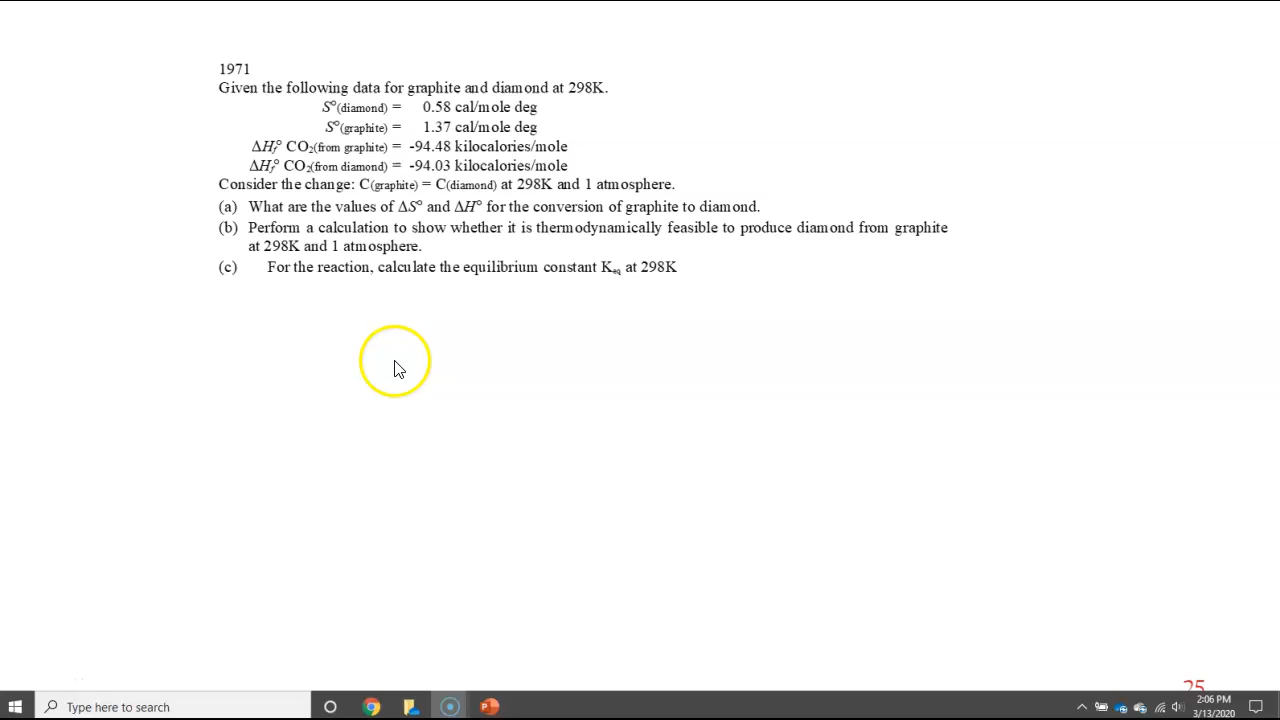 1971
Given the following data for graphite and diamond at 298K.
S°(diamond) = 0.58 cal/mole deg
S°(graphite) = 1.37 cal/mole deg
ΔHf° CO2(from graphite) = -94.48 kilocalories/mole
ΔHf° CO2(from diamond) = -94.03 kilocalories/mole
Consider the change: C(graphite) = C(diamond) at 298K and 1 atmosphere.
(a) What are the values of ΔS° and ΔH° for the conversion of graphite to diamond.
(b) Perform a calculation to show whether it is thermodynamically feasible to produce diamond from graphite
at 298K and 1 atmosphere.
(c) For the reaction, calculate the equilibrium constant Keq at 298K
25
Type here to search
2:06 PM
3/13/2020